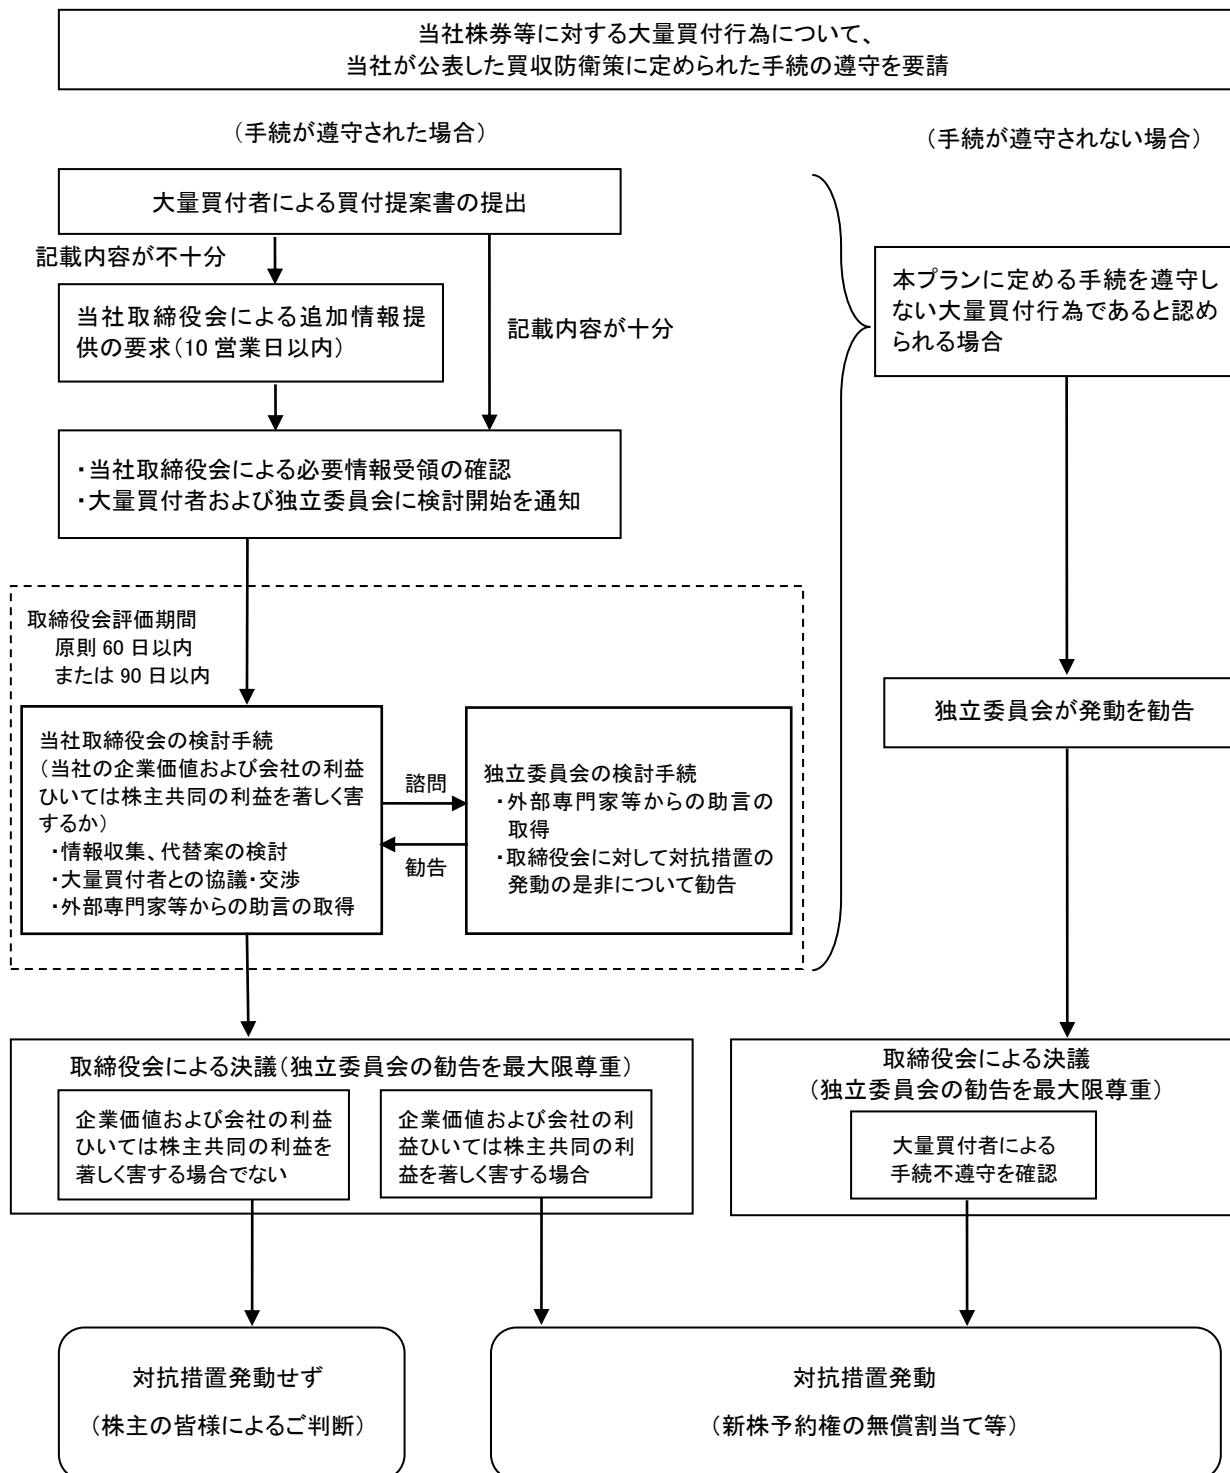 当社株券等に対する大量買付行為について、
当社が公表した買収防衛策に定められた手続の遵守を要請
（手続が遵守された場合）
（手続が遵守されない場合）
大量買付者による買付提案書の提出
記載内容が不十分
当社取締役会による追加情報提
供の要求（10 営業日以内）
記載内容が十分
本プランに定める手続を遵守し
ない大量買付行為であると認め
られる場合
・当社取締役会による必要情報受領の確認
・大量買付者および独立委員会に検討開始を通知
取締役会評価期間
原則 60 日以内
または 90 日以内
独立委員会が発動を勧告
当社取締役会の検討手続
（当社の企業価値および会社の利益
ひいては株主共同の利益を著しく害
するか）
・情報収集、代替案の検討
・大量買付者との協議・交渉
・外部専門家等からの助言の取得
諮問
勧告
独立委員会の検討手続
・外部専門家等からの助言の
取得
・取締役会に対して対抗措置の
発動の是非について勧告
取締役会による決議（独立委員会の勧告を最大限尊重）
企業価値および会社の利益
ひいては株主共同の利益を
著しく害する場合でない
企業価値および会社の利
益ひいては株主共同の利
益を著しく害する場合
取締役会による決議
（独立委員会の勧告を最大限尊重）
大量買付者による
手続不遵守を確認
対抗措置発動せず
（株主の皆様によるご判断）
対抗措置発動
（新株予約権の無償割当て等）